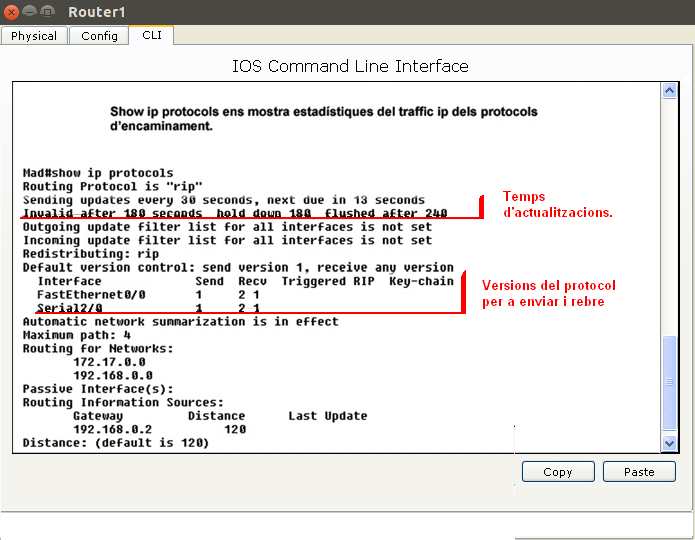 Router1
Physical Config CLI
IOS Command Line Interface
Show ip protocols ens mostra estadístiques del traffic ip dels protocols
d'encaminament.
Mad#show ip protocols
Routing Protocol is "rip"
Sending updates every 30 seconds, next due in 13 seconds
Invalid after 180 seconds, hold down 180, flushed after 240
Temps
d'actualitzacions.
Outgoing update filter list for all interfaces is not set
Incoming update filter list for all interfaces is not set
Redistributing: rip
Default version control: send version 1, receive any version
Interface Send Recv Triggered RIP Key-chain
FastEthernet0/0 1 2 1
Serial2/0 1 2 1
Versions del protocol
per a enviar i rebre
Automatic network summarization is in effect
Maximum path: 4
Routing for Networks:
172.17.0.0
192.168.0.0
Passive Interface(s):
Routing Information Sources:
Gateway Distance Last Update
192.168.0.2 120
Distance: (default is 120)
Copy Paste